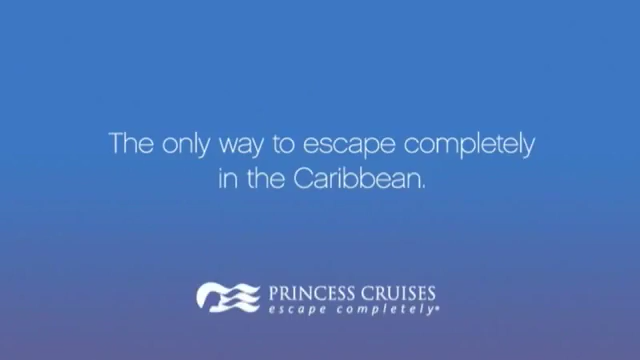 The only way to escape completely
in the Caribbean.
PRINCESS CRUISES
escape completely®